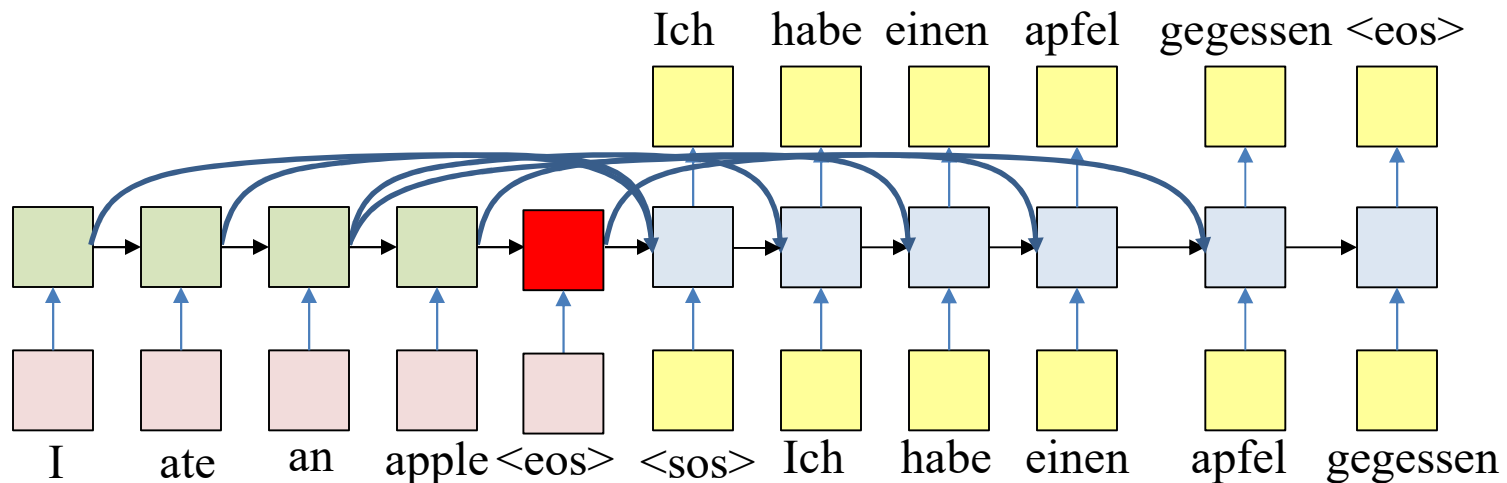 Ich habe einen apfel gegessen <eos>
I ate an apple <eos> <sos> Ich habe einen apfel gegessen